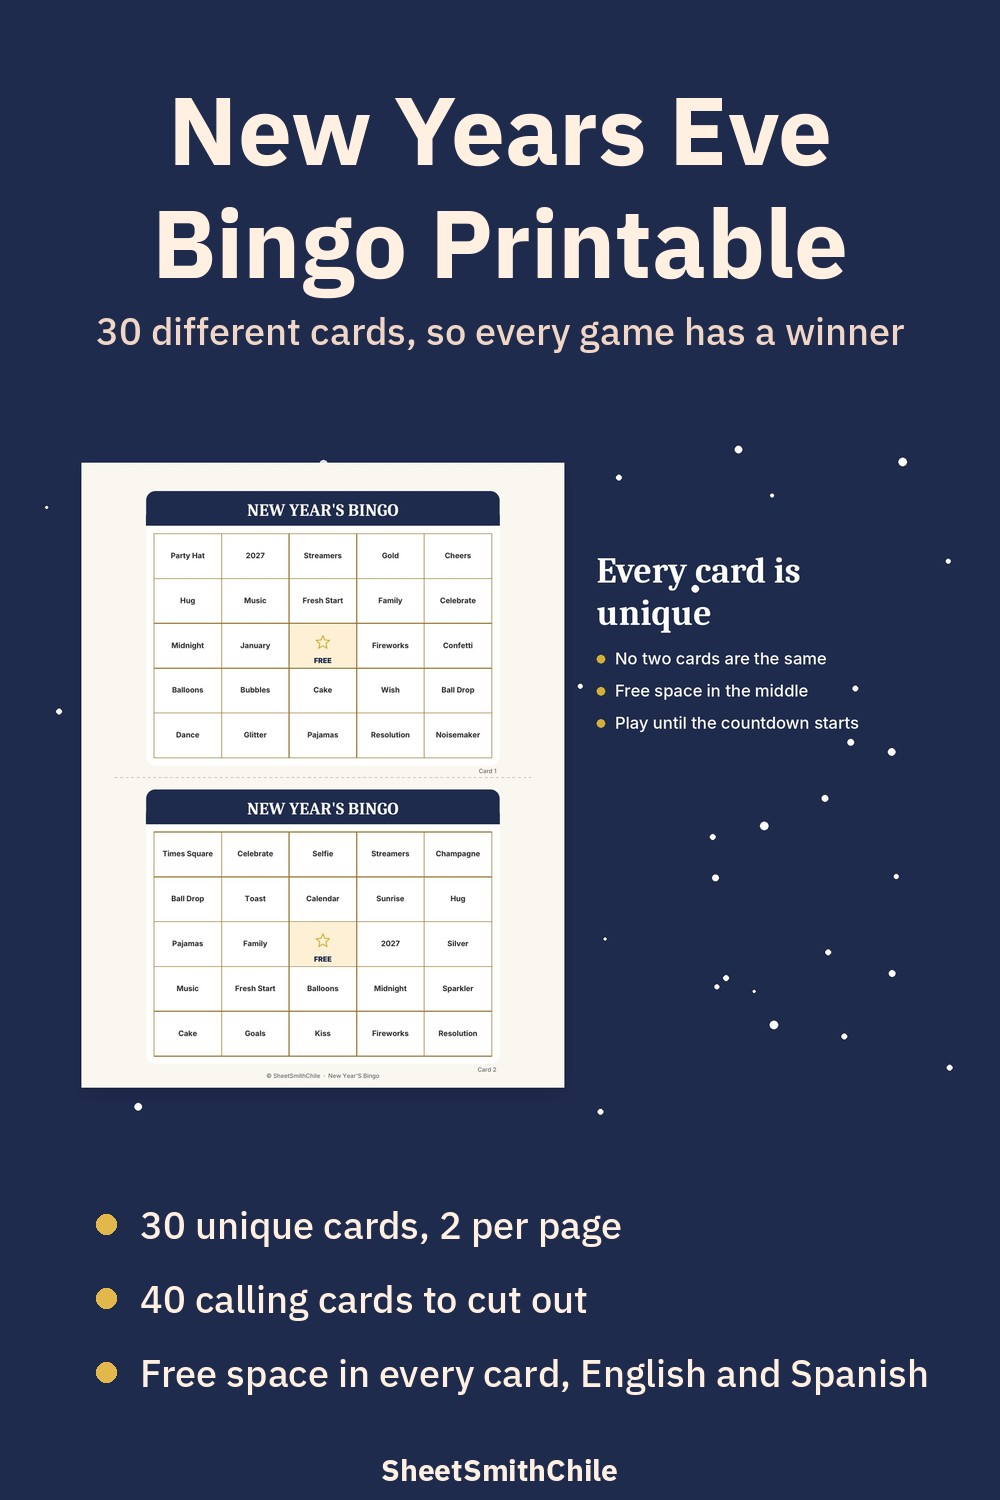 New Years Eve
Bingo Printable
30 different cards, so every game has a winner
NEW YEAR'S BINGO
Party Hat 2027 Streamers Gold Cheers
Hug Music Fresh Start Family Celebrate
Midnight January FREE Fireworks Confetti
Balloons Bubbles Cake Wish Ball Drop
Dance Glitter Pajamas Resolution Noisemaker
Card 1
NEW YEAR'S BINGO
Times Square Celebrate Selfie Streamers Champagne
Ball Drop Toast Calendar Sunrise Hug
Pajamas Family FREE 2027 Silver
Music Fresh Start Balloons Midnight Sparkler
Cake Goals Kiss Fireworks Resolution
Card 2
© SheetSmithChile · New Year'S Bingo
Every card is
unique
No two cards are the same
Free space in the middle
Play until the countdown starts
30 unique cards, 2 per page
40 calling cards to cut out
Free space in every card, English and Spanish
SheetSmithChile